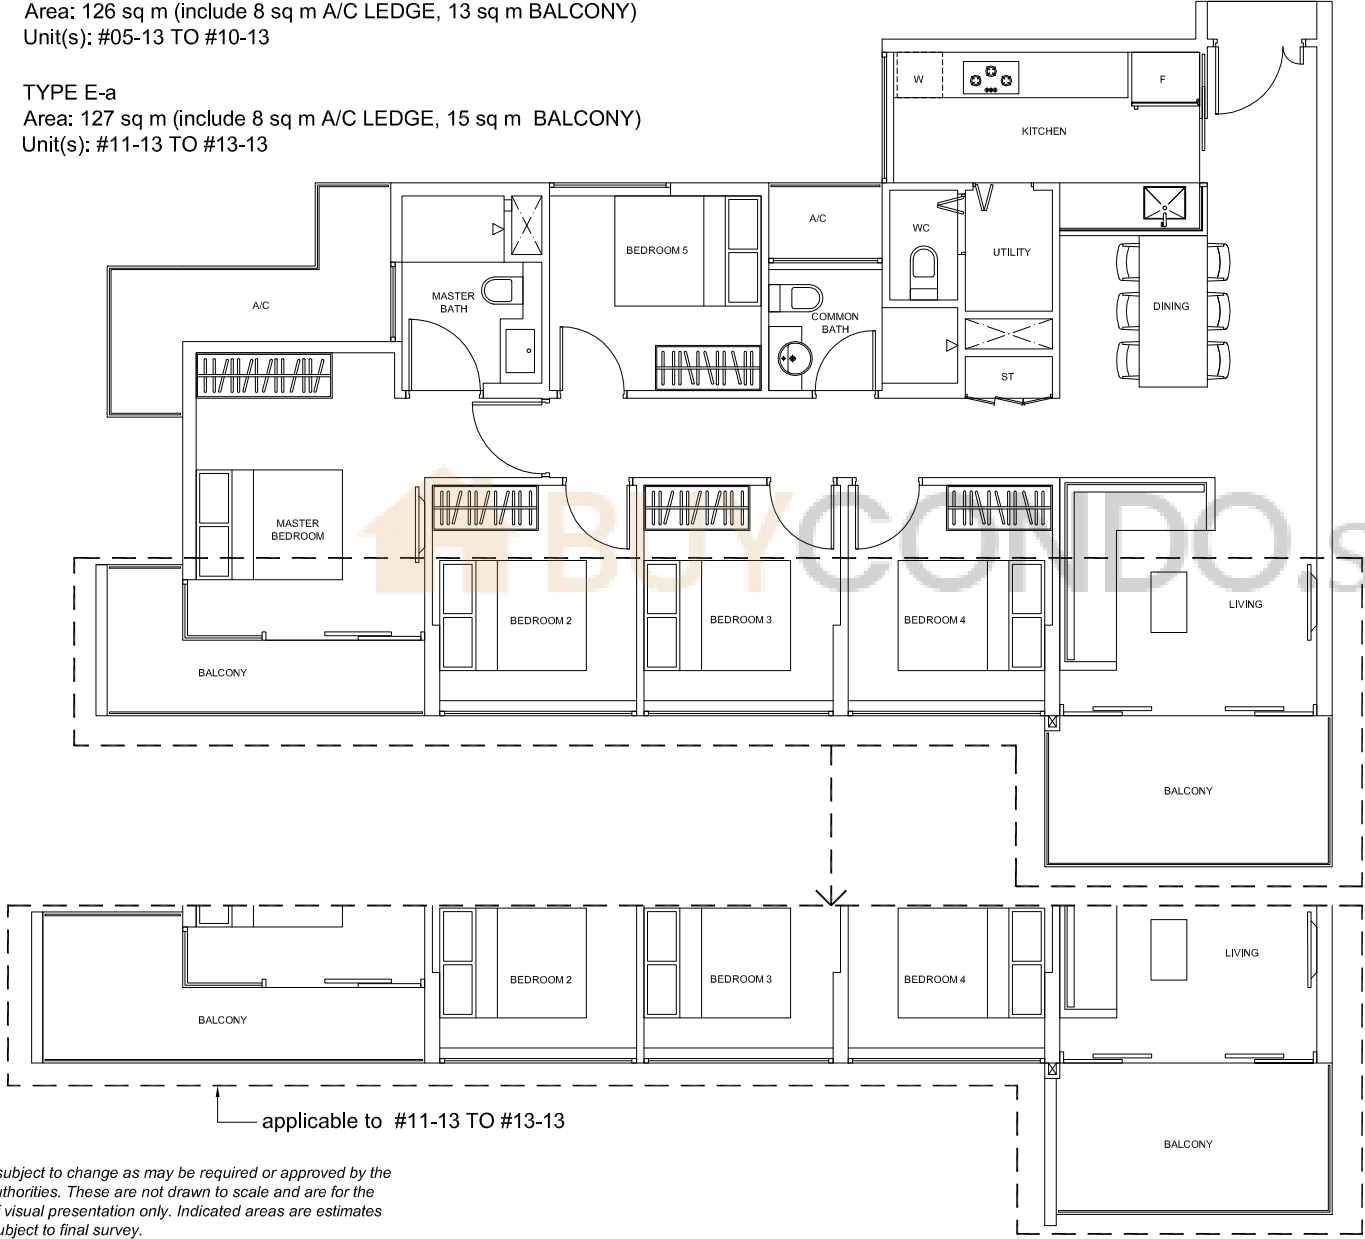 Area: 126 sq m (include 8 sq m A/C LEDGE, 13 sq m BALCONY)
Unit(s): #05-13 TO #10-13
TYPE E-a
Area: 127 sq m (include 8 sq m A/C LEDGE, 15 sq m BALCONY)
Unit(s): #11-13 TO #13-13
W
F
KITCHEN
A/C
WC
BEDROOM 5
UTILITY
MASTER
BATH
A/C
DINING
COMMON
BATH
ST
MASTER
BEDROOM
BUYCONDO.s
LIVING
BEDROOM 2
BEDROOM 3
BEDROOM 4
BALCONY
BALCONY
LIVING
BEDROOM 2
BEDROOM 3
BEDROOM 4
BALCONY
applicable to #11-13 TO #13-13
BALCONY
subject to change as may be required or approved by the
uthorities. These are not drawn to scale and are for the
f visual presentation only. Indicated areas are estimates
ubject to final survey.